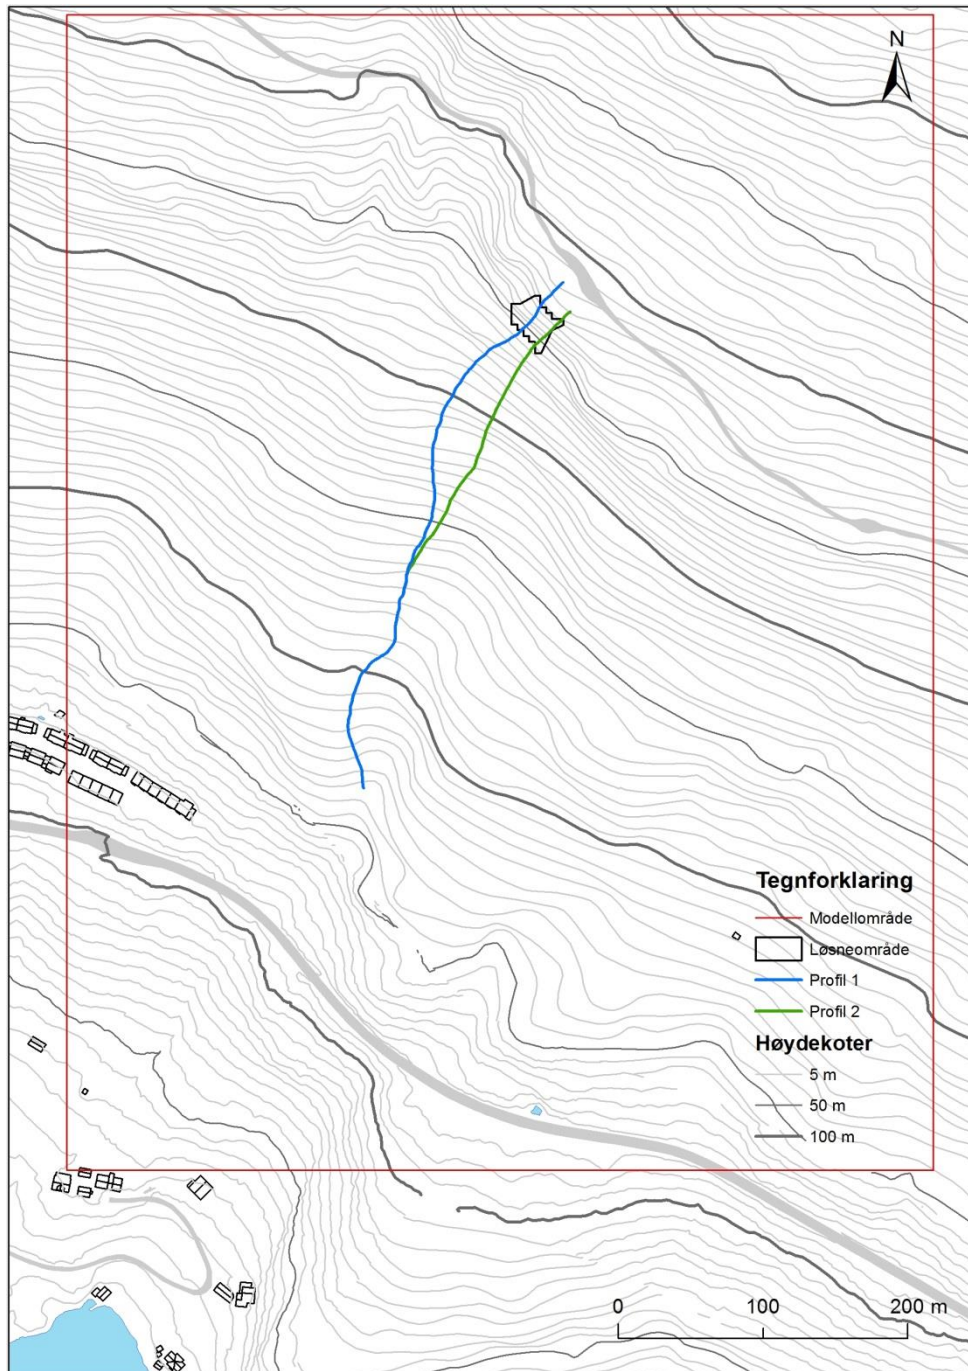 N
Tegnforklaring
Modellområde
Løsneområde
Profil 1
Profil 2
Høydekoter
5 m
50 m
100 m
0 100 200 m